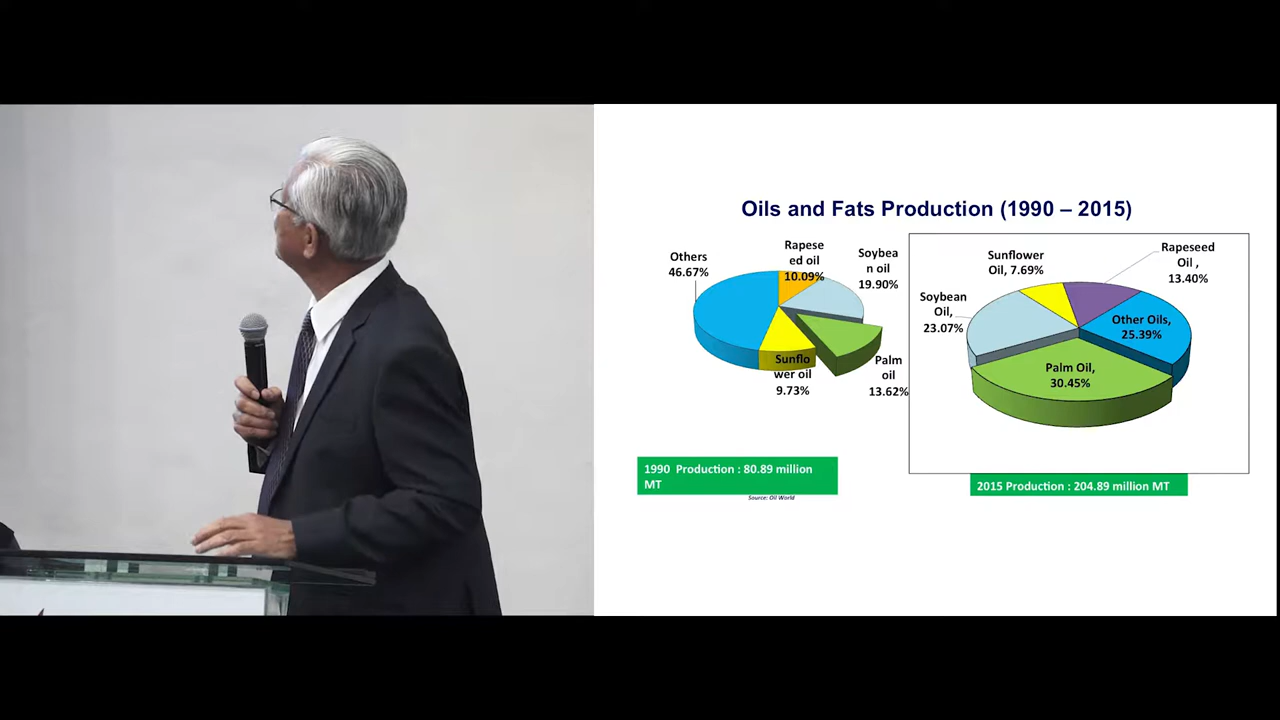 Oils and Fats Production (1990 – 2015)
Others
46.67%
Rapese
ed oil
10.09%
Soybea
n oil
19.90%
Palm
oil
13.62%
Sunflo
wer oil
9.73%
1990 Production : 80.89 million
MT
Source: Oil World
Sunflower
Oil, 7.69%
Rapeseed
Oil ,
13.40%
Soybean
Oil,
23.07%
Other Oils,
25.39%
Palm Oil,
30.45%
2015 Production : 204.89 million MT